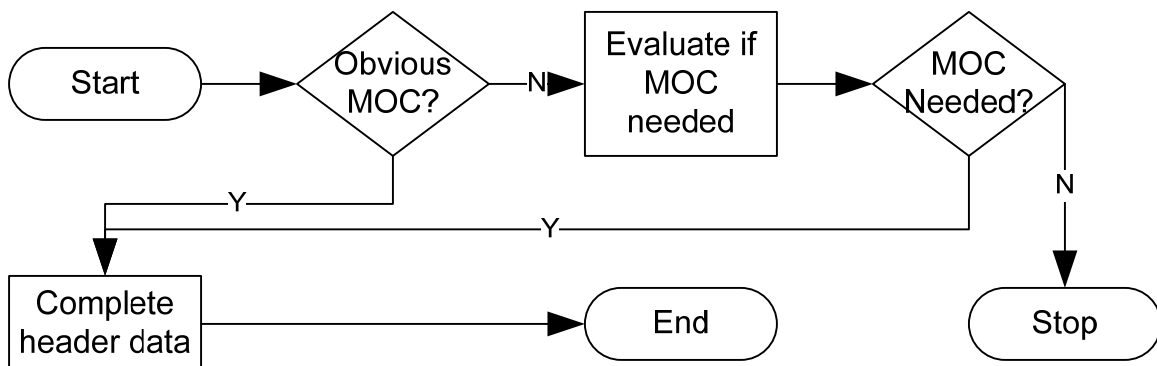 Start
Obvious
MOC?
N
Evaluate if
MOC
needed
MOC
Needed?
N
Y
Y
Complete
header data
End
Stop